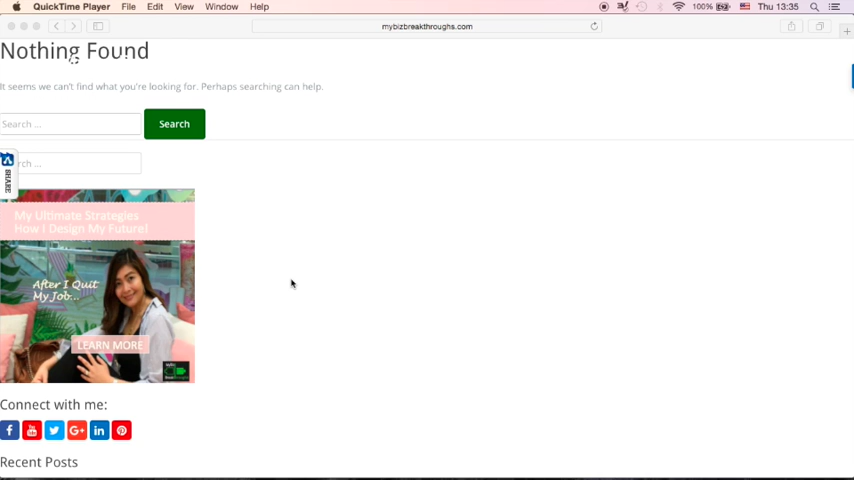 QuickTime Player File Edit View Window Help 100% Thu 13:35
mybizbreakthroughs.com
Nothing Found
It seems we can't find what you're looking for. Perhaps searching can help.
Search ...
Search
SHARE
My Ultimate Strategies
How I Design My Future!
After I Quit
My Job...
LEARN MORE
Connect with me:
Recent Posts